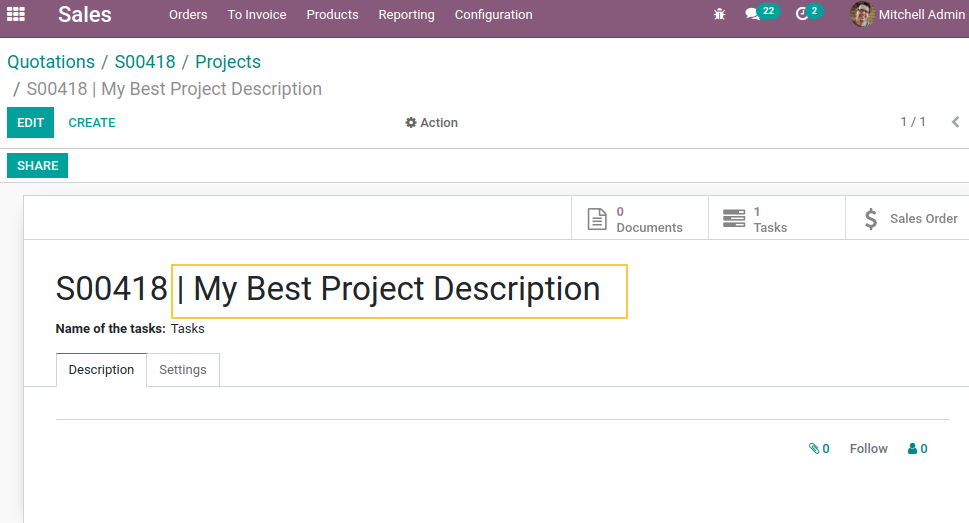 Sales Orders To Invoice Products Reporting Configuration 22 2 Mitchell Admin
Quotations / S00418 / Projects
/ S00418 | My Best Project Description
EDIT CREATE Action 1 / 1
SHARE
0 Documents 1 Tasks Sales Order
S00418 | My Best Project Description
Name of the tasks: Tasks
Description Settings
0 Follow 0